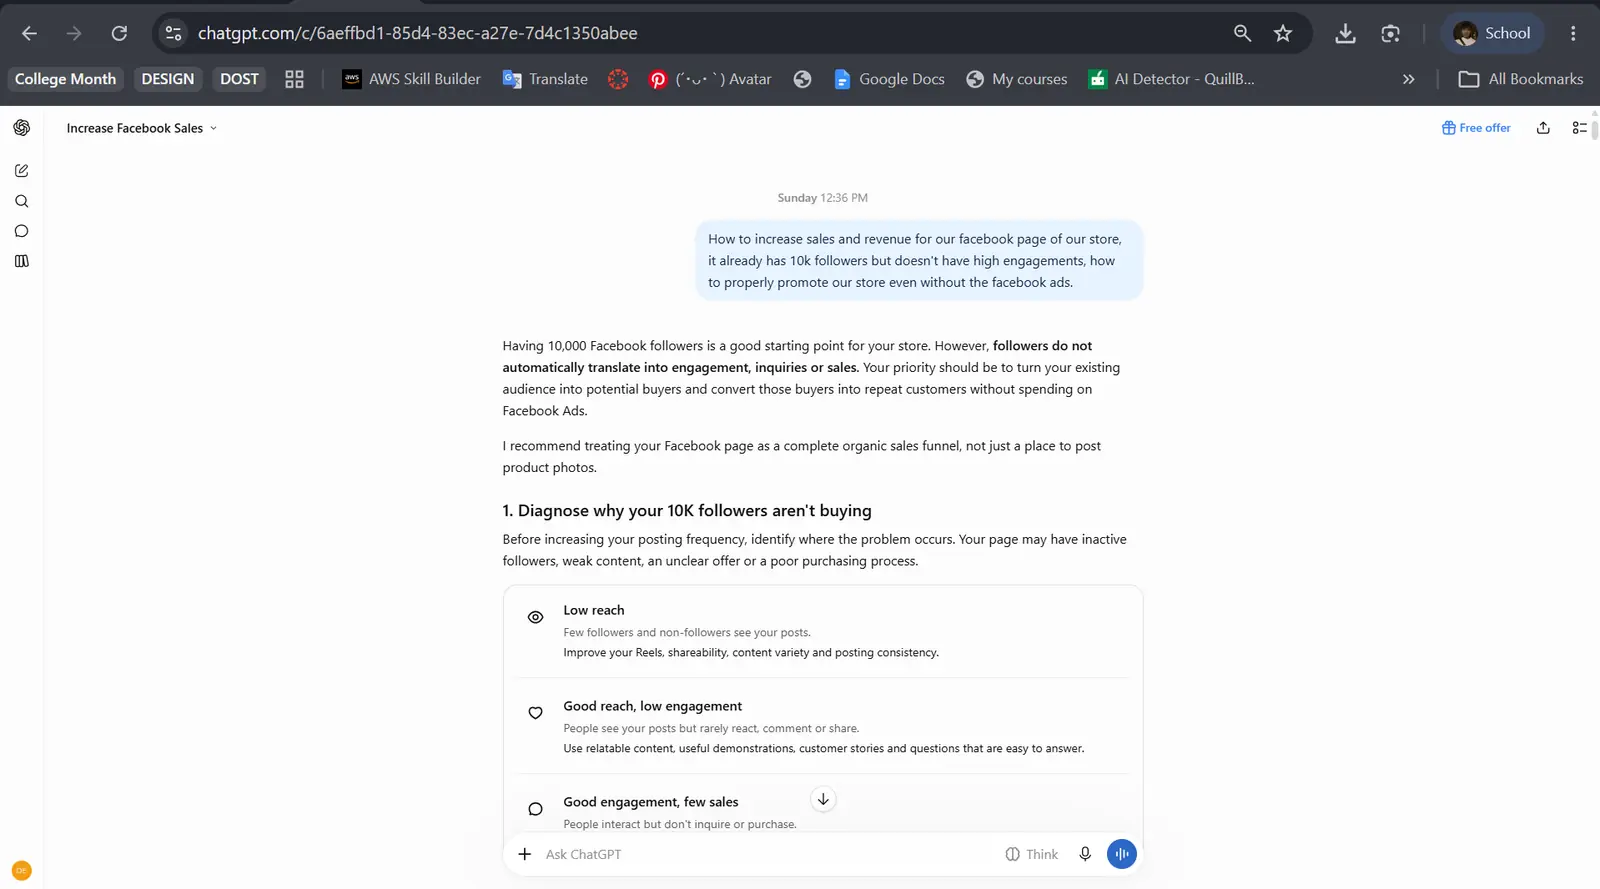 chatgpt.com/c/6aeffbd1-85d4-83ec-a27e-7d4c1350abee
School
College Month
DESIGN
DOST
aws
AWS Skill Builder
Translate
(´･ᴗ･`) Avatar
Google Docs
My courses
AI Detector - QuillB...
All Bookmarks
Increase Facebook Sales
Free offer
Sunday 12:36 PM
How to increase sales and revenue for our facebook page of our store,
it already has 10k followers but doesn't have high engagements, how
to properly promote our store even without the facebook ads.
Having 10,000 Facebook followers is a good starting point for your store. However, followers do not
automatically translate into engagement, inquiries or sales. Your priority should be to turn your existing
audience into potential buyers and convert those buyers into repeat customers without spending on
Facebook Ads.
I recommend treating your Facebook page as a complete organic sales funnel, not just a place to post
product photos.
1. Diagnose why your 10K followers aren't buying
Before increasing your posting frequency, identify where the problem occurs. Your page may have inactive
followers, weak content, an unclear offer or a poor purchasing process.
Low reach
Few followers and non-followers see your posts.
Improve your Reels, shareability, content variety and posting consistency.
Good reach, low engagement
People see your posts but rarely react, comment or share.
Use relatable content, useful demonstrations, customer stories and questions that are easy to answer.
Good engagement, few sales
People interact but don't inquire or purchase.
Ask ChatGPT
Think
DE